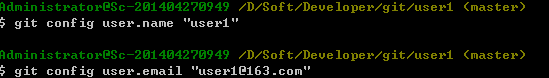 Administrator@Sc-201404270949 /D/Soft/Developer/git/user1 (master)
$ git config user.name "user1"
Administrator@Sc-201404270949 /D/Soft/Developer/git/user1 (master)
$ git config user.email "user1@163.com"